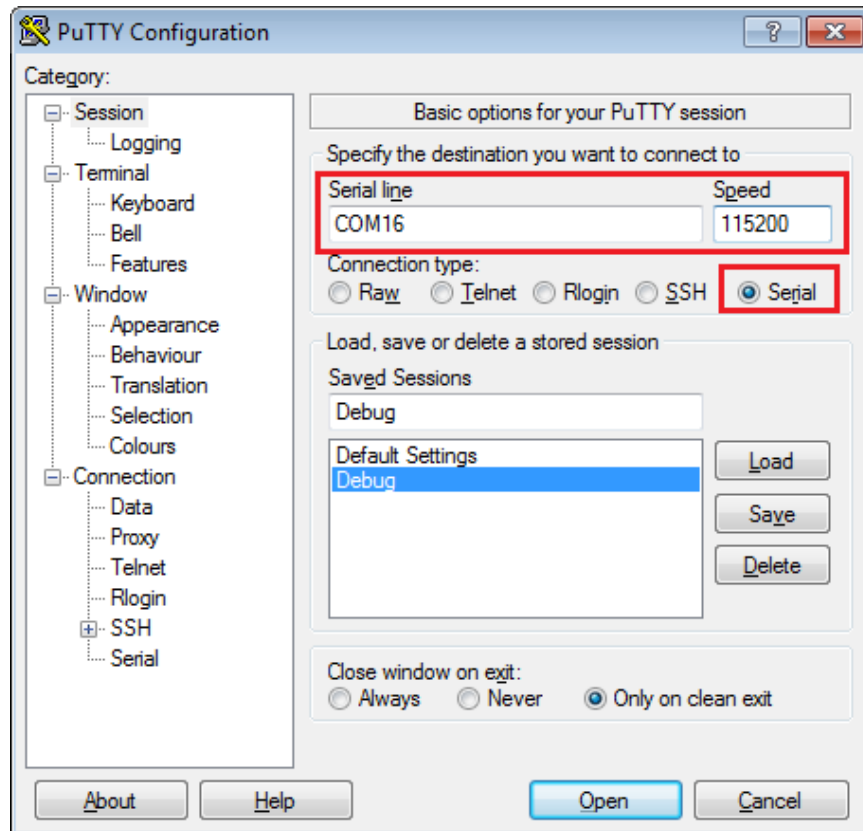 PuTTY Configuration
Category:
Session
Logging
Terminal
Keyboard
Bell
Features
Window
Appearance
Behaviour
Translation
Selection
Colours
Connection
Data
Proxy
Telnet
Rlogin
SSH
Serial
Basic options for your PuTTY session
Specify the destination you want to connect to
Serial line Speed
COM16 115200
Connection type:
Raw Telnet Rlogin SSH Serial
Load, save or delete a stored session
Saved Sessions
Debug
Default Settings
Debug
Load
Save
Delete
Close window on exit:
Always Never Only on clean exit
About Help Open Cancel